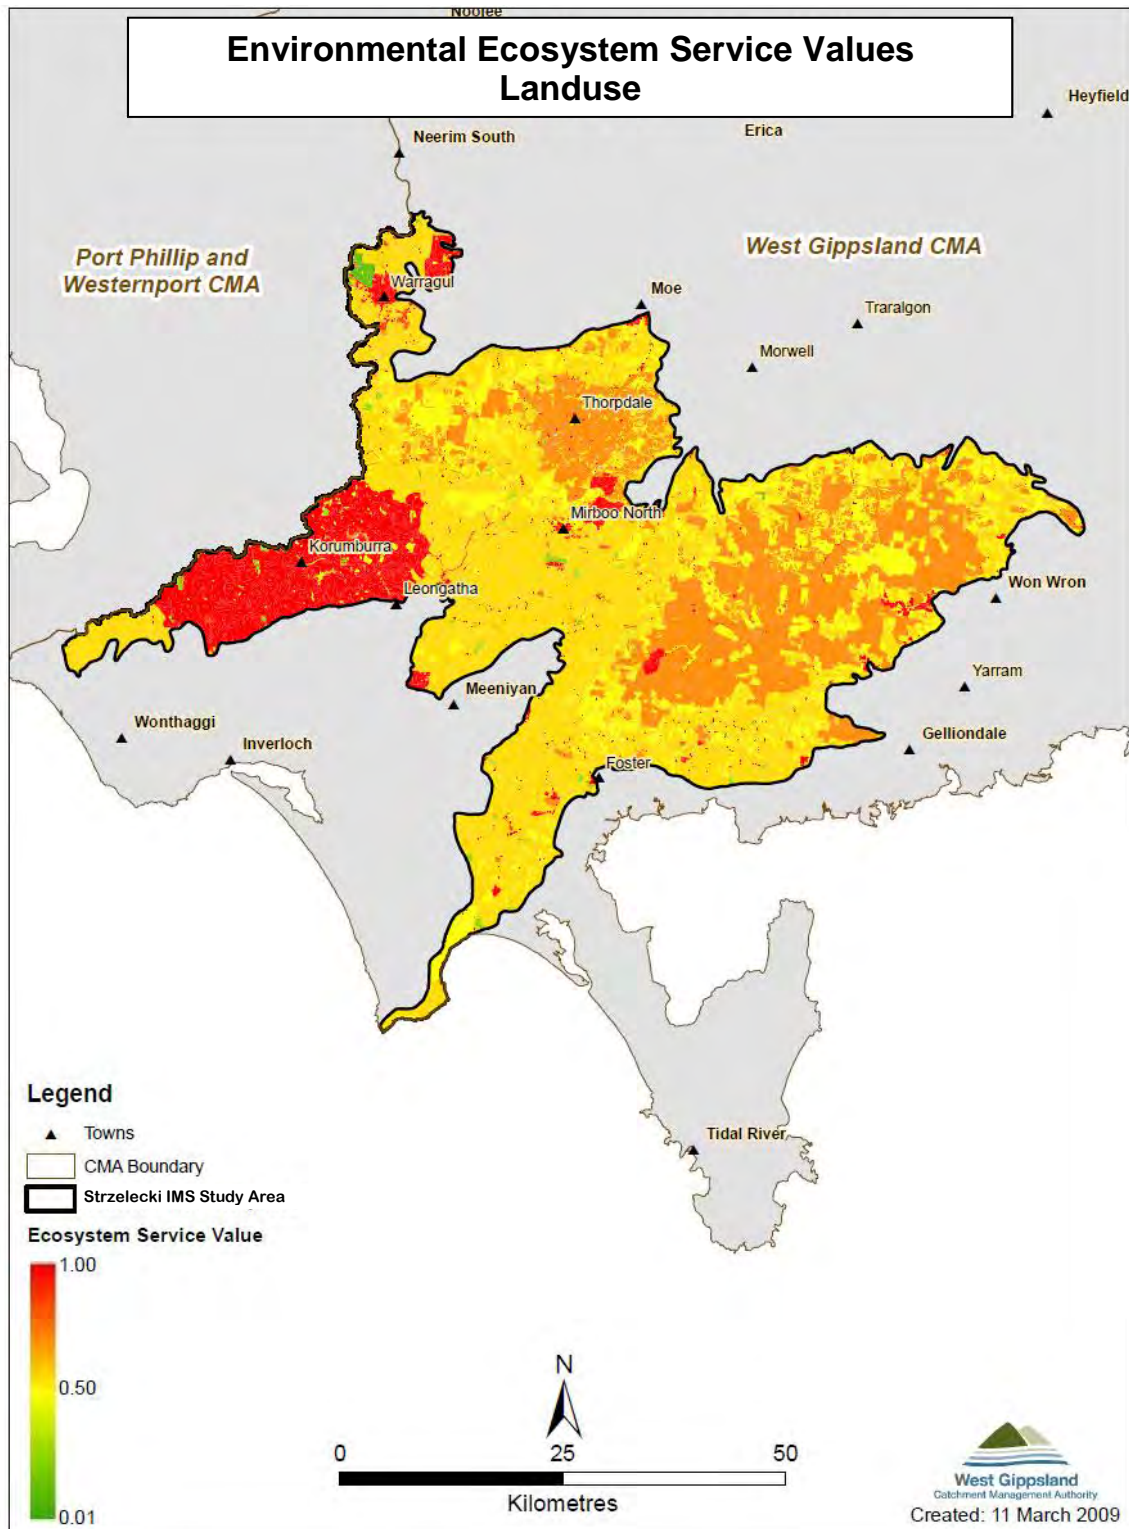 Noojee
Environmental Ecosystem Service Values
Landuse
Heyfield
Erica
Neerim South
Port Phillip and
Westernport CMA
West Gippsland CMA
Warragul
Moe
Traralgon
Morwell
Thorpdale
Mirboo North
Korumburra
Leongatha
Won Wron
Meeniyan
Yarram
Wonthaggi
Inverloch
Gelliondale
Foster
Tidal River
Legend
Towns
CMA Boundary
Strzelecki IMS Study Area
Ecosystem Service Value
1.00
0.50
0.01
N
0 25 50
Kilometres
West Gippsland
Catchment Management Authority
Created: 11 March 2009